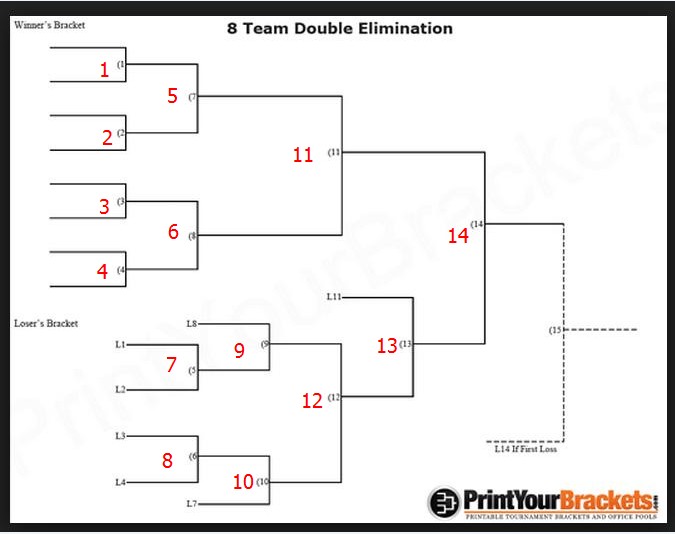 Winner's Bracket
8 Team Double Elimination
1 (1
5 (7
2 (2
11 (11
3 (3
6 (8
14 (14
4 (4
L11
Loser's Bracket
L8
L1
9 (9
13 (13
(15
7 (5
L2
12 (12
L3
8 (6
L14 If First Loss
L4
10 (10
L7
PrintYourBrackets.com
PRINTABLE TOURNAMENT BRACKETS AND OFFICE POOLS
PrintYourBrackets